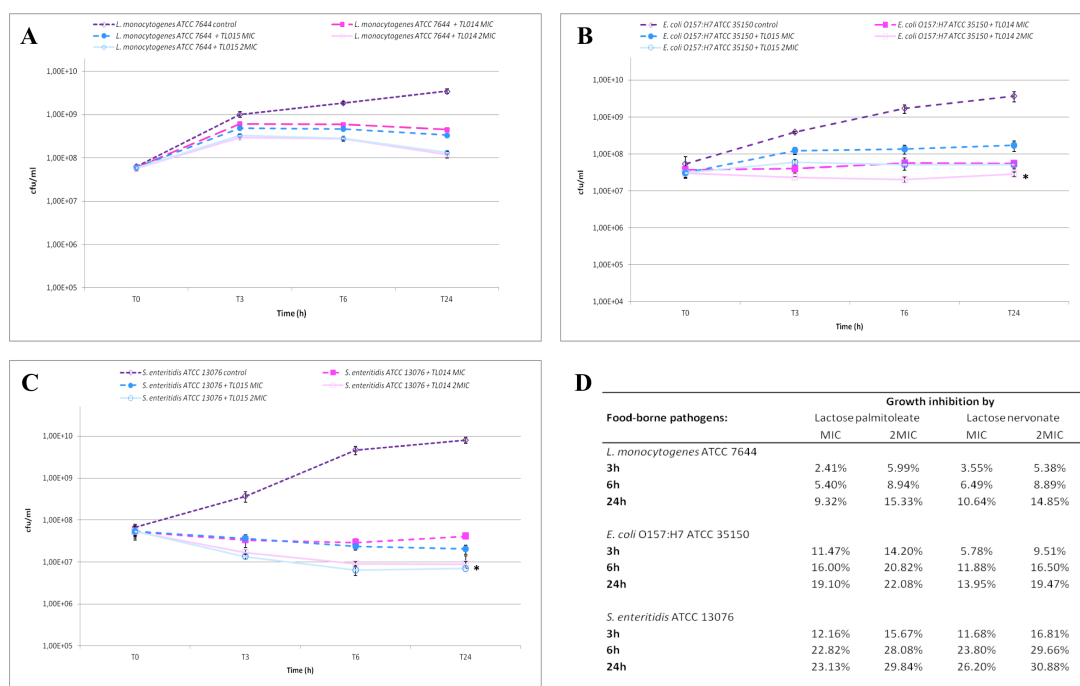 A
L. monocytogenes ATCC 7644 control
L. monocytogenes ATCC 7644 + TL014 MIC
L. monocytogenes ATCC 7644 + TL015 MIC
L. monocytogenes ATCC 7644 + TL014 2MIC
L. monocytogenes ATCC 7644 + TL015 2MIC
1,00E+10
1,00E+09
1,00E+08
1,00E+07
1,00E+06
1,00E+05
cfu/ml
T0 T3 T6 T24
Time (h)
B
E. coli O157:H7 ATCC 35150 control
E. coli O157:H7 ATCC 35150 + TL014 MIC
E. coli O157:H7 ATCC 35150 + TL015 MIC
E. coli O157:H7 ATCC 35150 + TL014 2MIC
E. coli O157:H7 ATCC 35150 + TL015 2MIC
1,00E+10
1,00E+09
1,00E+08
1,00E+07
1,00E+06
1,00E+05
1,00E+04
cfu/ml
*
T0 T3 T6 T24
Time (h)
C
S. enteritidis ATCC 13076 control
S. enteritidis ATCC 13076 + TL014 MIC
S. enteritidis ATCC 13076 + TL015 MIC
S. enteritidis ATCC 13076 + TL014 2MIC
S. enteritidis ATCC 13076 + TL015 2MIC
1,00E+10
1,00E+09
1,00E+08
1,00E+07
1,00E+06
1,00E+05
cfu/ml
*
T0 T3 T6 T24
Time (h)
D
Growth inhibition by
Food-borne pathogens: Lactose palmitoleate Lactose nervonate
MIC 2MIC MIC 2MIC
L. monocytogenes ATCC 7644
3h 2.41% 5.99% 3.55% 5.38%
6h 5.40% 8.94% 6.49% 8.89%
24h 9.32% 15.33% 10.64% 14.85%
E. coli O157:H7 ATCC 35150
3h 11.47% 14.20% 5.78% 9.51%
6h 16.00% 20.82% 11.88% 16.50%
24h 19.10% 22.08% 13.95% 19.47%
S. enteritidis ATCC 13076
3h 12.16% 15.67% 11.68% 16.81%
6h 22.82% 28.08% 23.80% 29.66%
24h 23.13% 29.84% 26.20% 30.88%